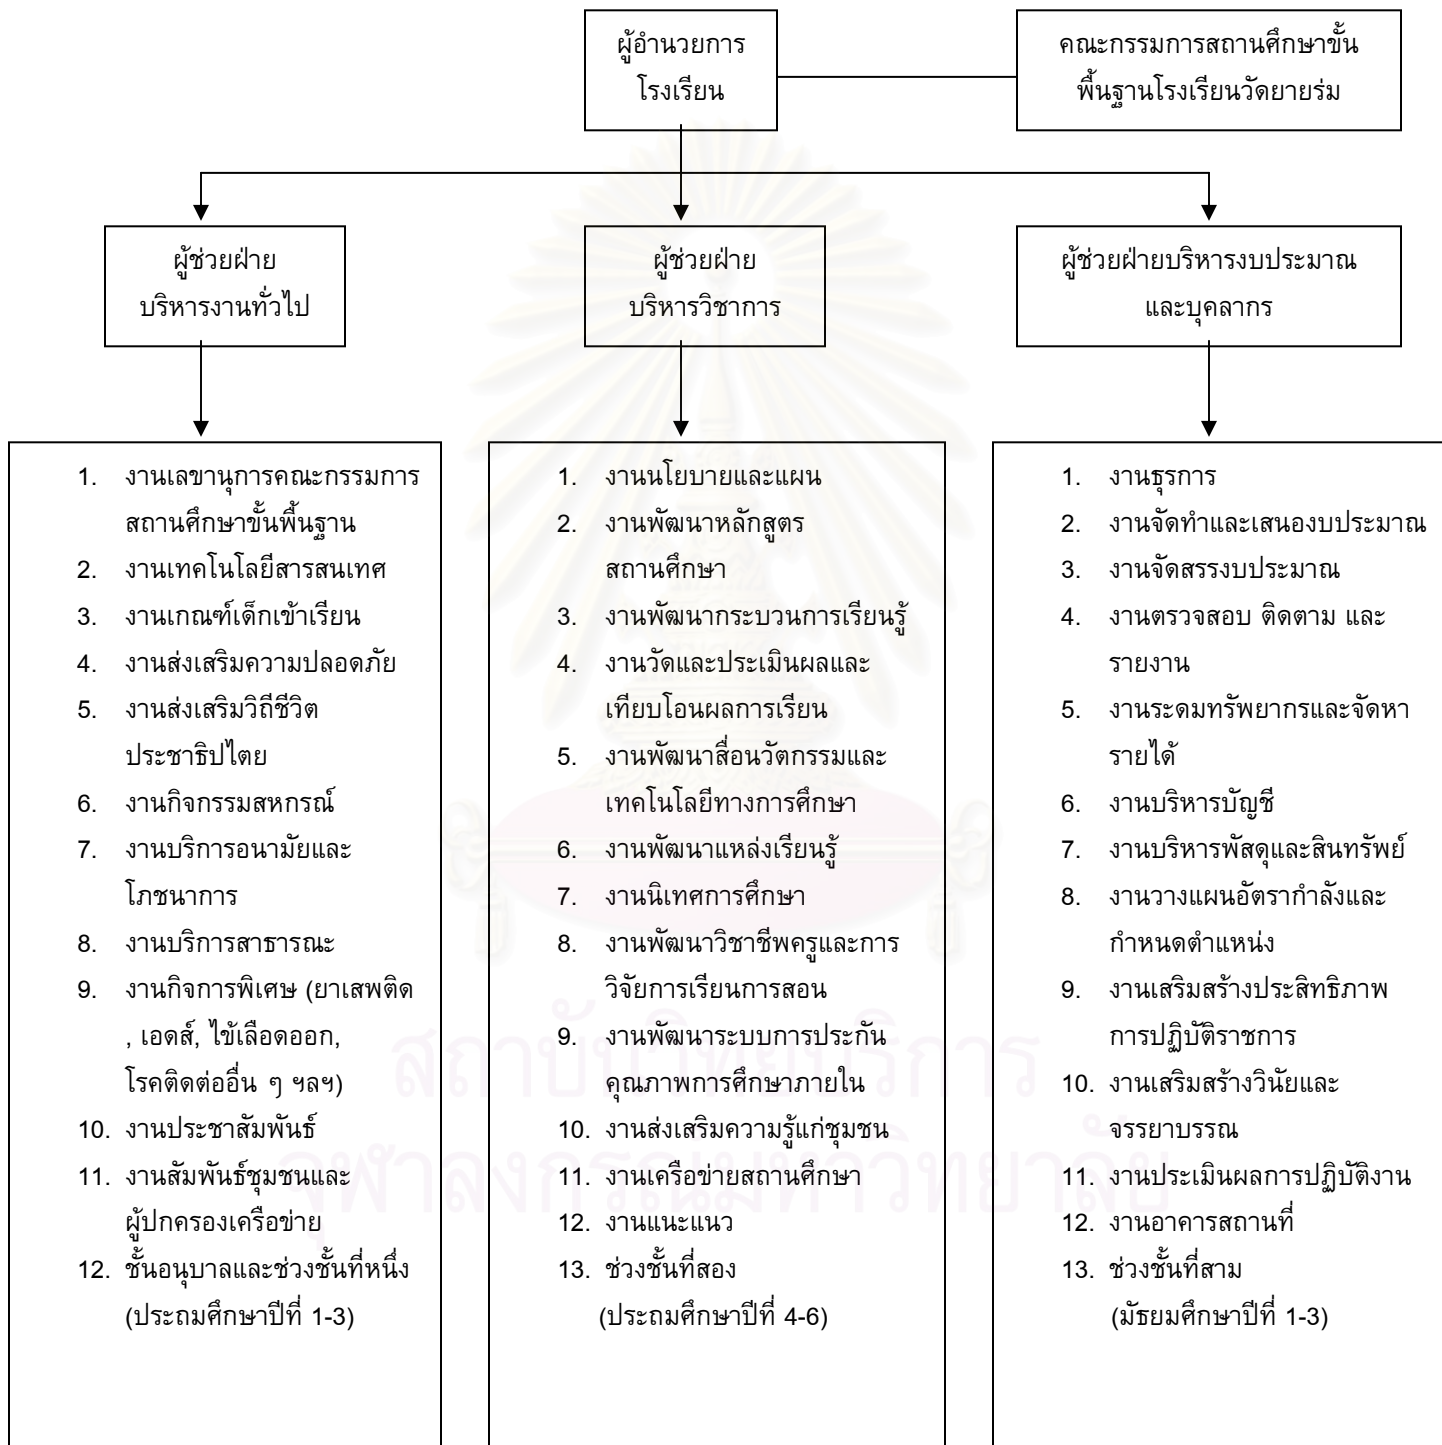 ผู้อำนวยการ
โรงเรียน
คณะกรรมการสถานศึกษาขั้น
พื้นฐานโรงเรียนวัดยายร่ม
ผู้ช่วยฝ่าย
บริหารงานทั่วไป
ผู้ช่วยฝ่าย
บริหารวิชาการ
ผู้ช่วยฝ่ายบริหารงบประมาณ
และบุคลากร
1. งานเลขานุการคณะกรรมการ
สถานศึกษาขั้นพื้นฐาน
2. งานเทคโนโลยีสารสนเทศ
3. งานเกณฑ์เด็กเข้าเรียน
4. งานส่งเสริมความปลอดภัย
5. งานส่งเสริมวิถีชีวิต
ประชาธิปไตย
6. งานกิจกรรมสหกรณ์
7. งานบริการอนามัยและ
โภชนาการ
8. งานบริการสาธารณะ
9. งานกิจการพิเศษ (ยาเสพติด
, เอดส์, ไข้เลือดออก,
โรคติดต่ออื่น ๆ ฯลฯ)
10. งานประชาสัมพันธ์
11. งานสัมพันธ์ชุมชนและ
ผู้ปกครองเครือข่าย
12. ชั้นอนุบาลและช่วงชั้นที่หนึ่ง
(ประถมศึกษาปีที่ 1-3)
1. งานนโยบายและแผน
2. งานพัฒนาหลักสูตร
สถานศึกษา
3. งานพัฒนากระบวนการเรียนรู้
4. งานวัดและประเมินผลและ
เทียบโอนผลการเรียน
5. งานพัฒนาสื่อนวัตกรรมและ
เทคโนโลยีทางการศึกษา
6. งานพัฒนาแหล่งเรียนรู้
7. งานนิเทศการศึกษา
8. งานพัฒนาวิชาชีพครูและการ
วิจัยการเรียนการสอน
9. งานพัฒนาระบบการประกัน
คุณภาพการศึกษาภายใน
10. งานส่งเสริมความรู้แก่ชุมชน
11. งานเครือข่ายสถานศึกษา
12. งานแนะแนว
13. ช่วงชั้นที่สอง
(ประถมศึกษาปีที่ 4-6)
1. งานธุรการ
2. งานจัดทำและเสนองบประมาณ
3. งานจัดสรรงบประมาณ
4. งานตรวจสอบ ติดตาม และ
รายงาน
5. งานระดมทรัพยากรและจัดหา
รายได้
6. งานบริหารบัญชี
7. งานบริหารพัสดุและสินทรัพย์
8. งานวางแผนอัตรากำลังและ
กำหนดตำแหน่ง
9. งานเสริมสร้างประสิทธิภาพ
การปฏิบัติราชการ
10. งานเสริมสร้างวินัยและ
จรรยาบรรณ
11. งานประเมินผลการปฏิบัติงาน
12. งานอาคารสถานที่
13. ช่วงชั้นที่สาม
(มัธยมศึกษาปีที่ 1-3)
สถาบันวิทยบริการ
จุฬาลงกรณ์มหาวิทยาลัย